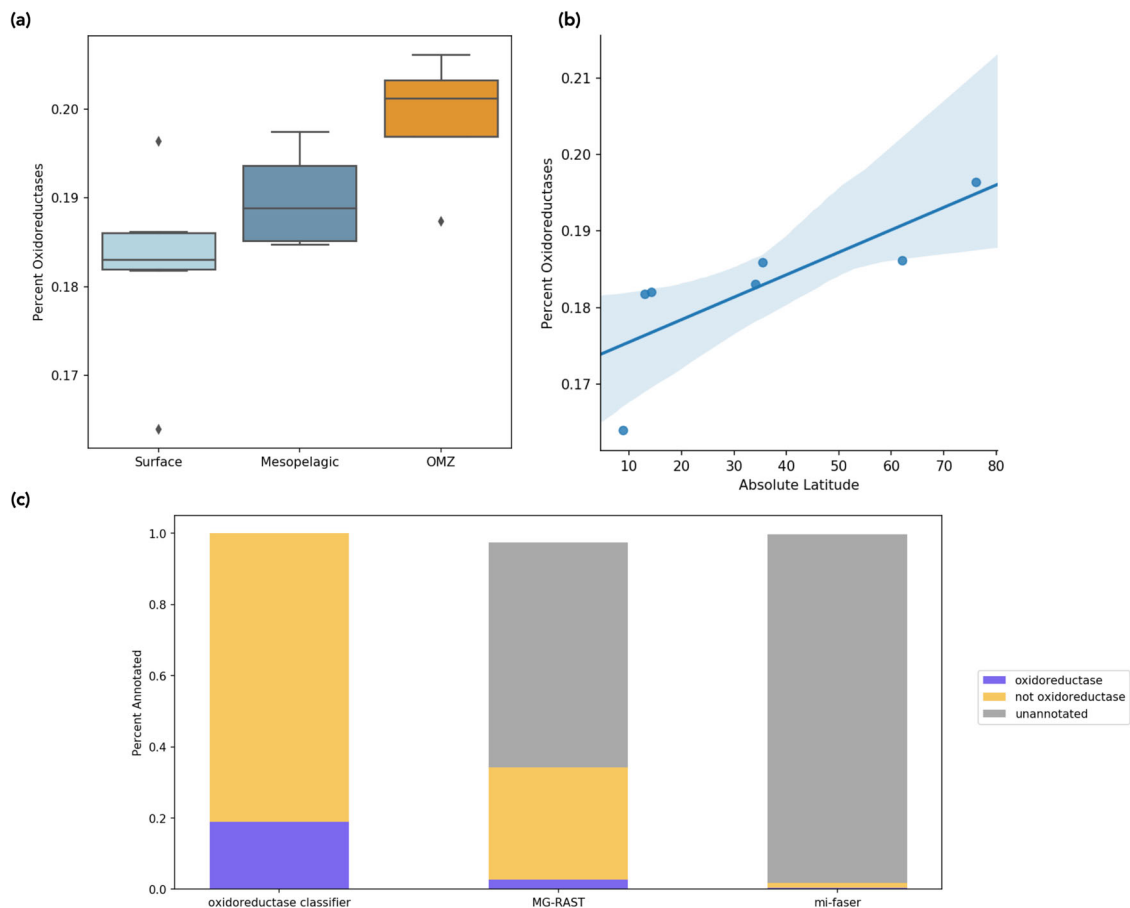 (a)
Percent Oxidoreductases
0.20
0.19
0.18
0.17
Surface
Mesopelagic
OMZ
(b)
Percent Oxidoreductases
0.21
0.20
0.19
0.18
0.17
10 20 30 40 50 60 70 80
Absolute Latitude
(c)
Percent Annotated
1.0
0.8
0.6
0.4
0.2
0.0
oxidoreductase classifier
MG-RAST
mi-faser
oxidoreductase
not oxidoreductase
unannotated